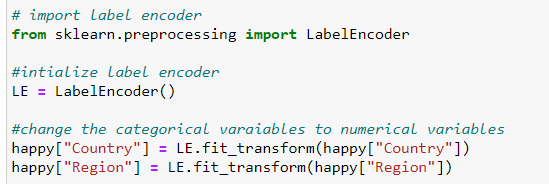 # import label encoder
from sklearn.preprocessing import LabelEncoder
#intialize label encoder
LE = LabelEncoder()
#change the categorical varaiables to numerical variables
happy["Country"] = LE.fit_transform(happy["Country"])
happy["Region"] = LE.fit_transform(happy["Region"])